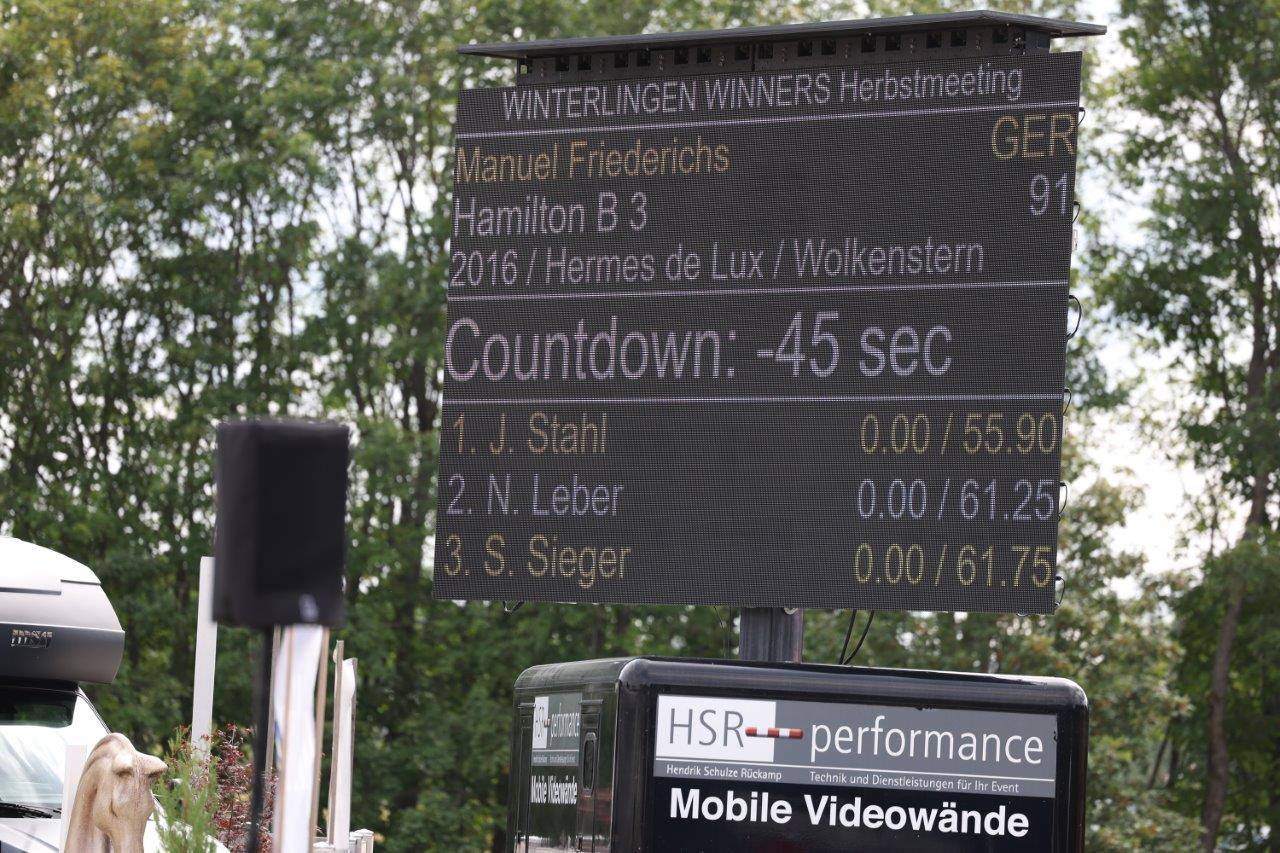 WINTERLINGEN WINNERS Herbstmeeting
Manuel Friederichs GER
Hamilton B 3 91
2016 / Hermes de Lux / Wolkenstern
Countdown: -45 sec
1. J. Stahl 0.00 / 55.90
2. N. Leber 0.00 / 61.25
3. S. Sieger 0.00 / 61.75
HSR performance
Hendrik Schulze Rückamp Technik und Dienstleistungen für Ihr Event
Mobile Videowände
HSR performance
Mobile Videowände